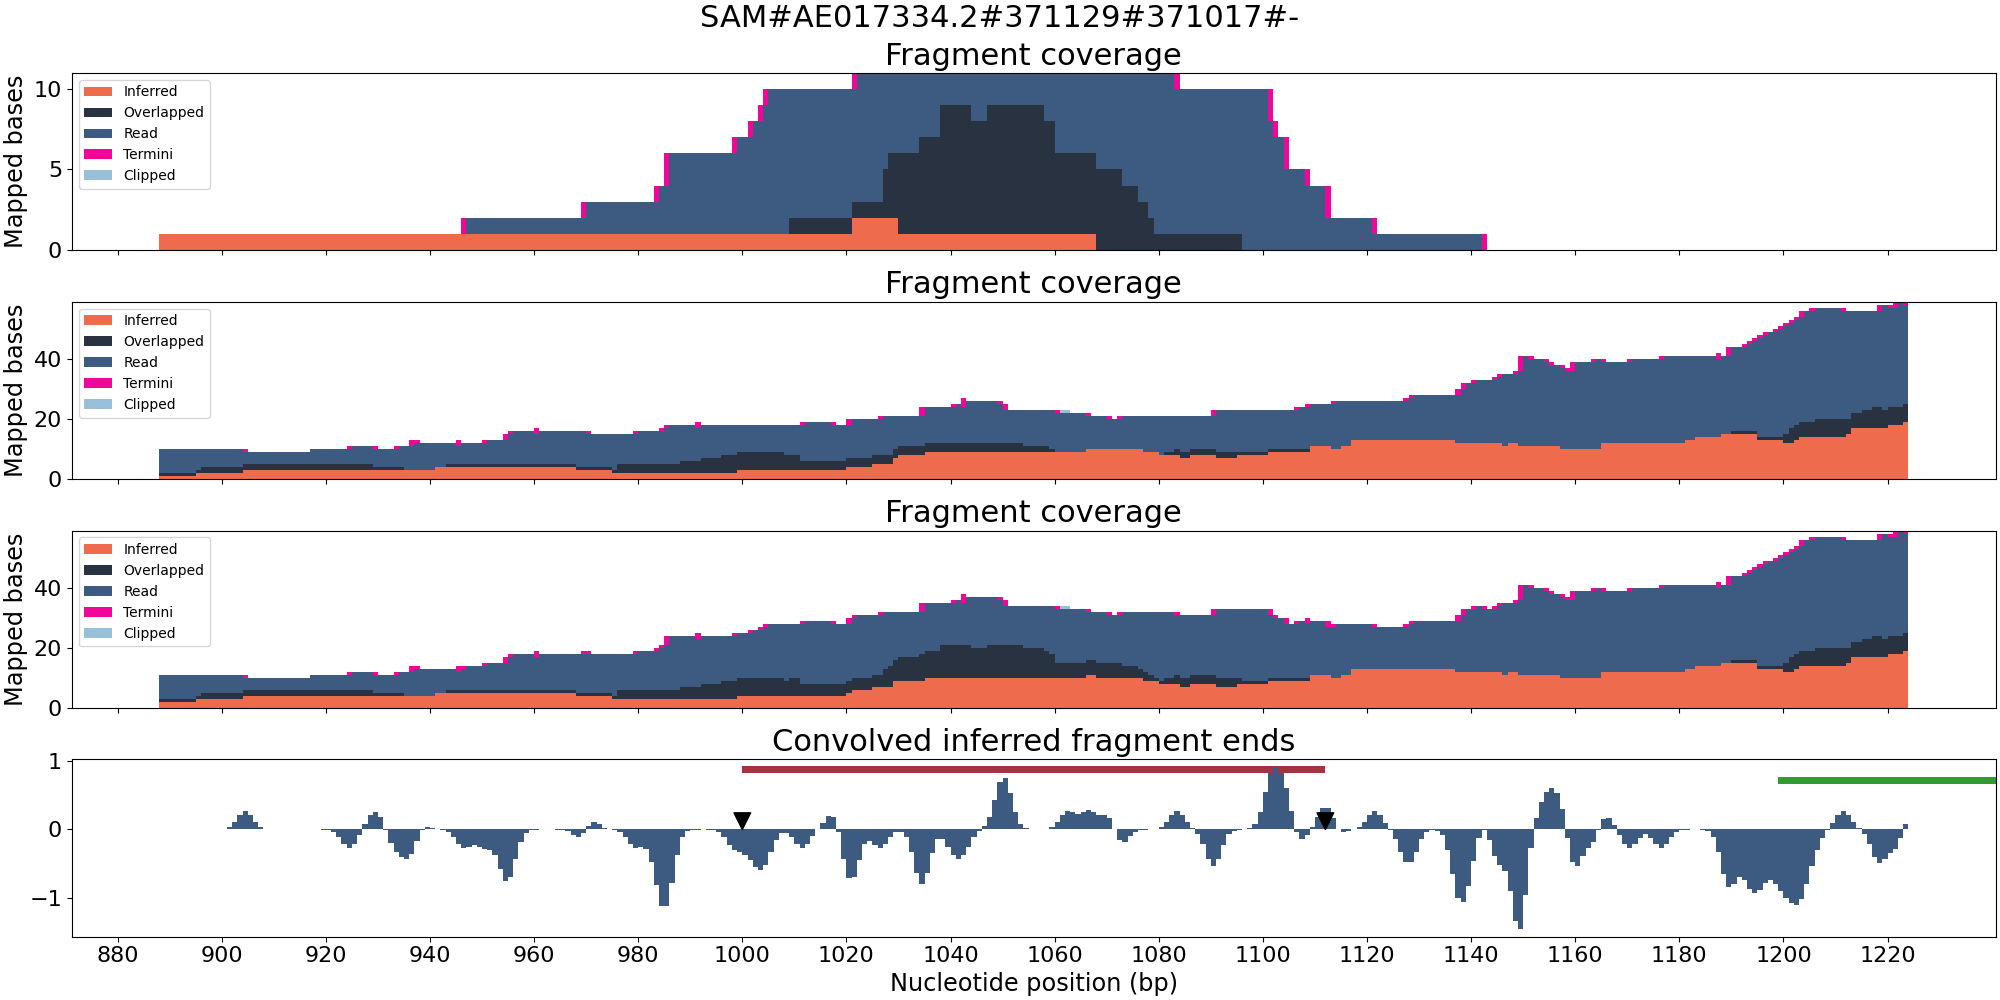 SAM#AE017334.2#371129#371017#-
Fragment coverage
Mapped bases
10
5
0
Inferred
Overlapped
Read
Termini
Clipped
Fragment coverage
Mapped bases
40
20
0
Inferred
Overlapped
Read
Termini
Clipped
Fragment coverage
Mapped bases
40
20
0
Inferred
Overlapped
Read
Termini
Clipped
Convolved inferred fragment ends
1
0
−1
880 900 920 940 960 980 1000 1020 1040 1060 1080 1100 1120 1140 1160 1180 1200 1220
Nucleotide position (bp)